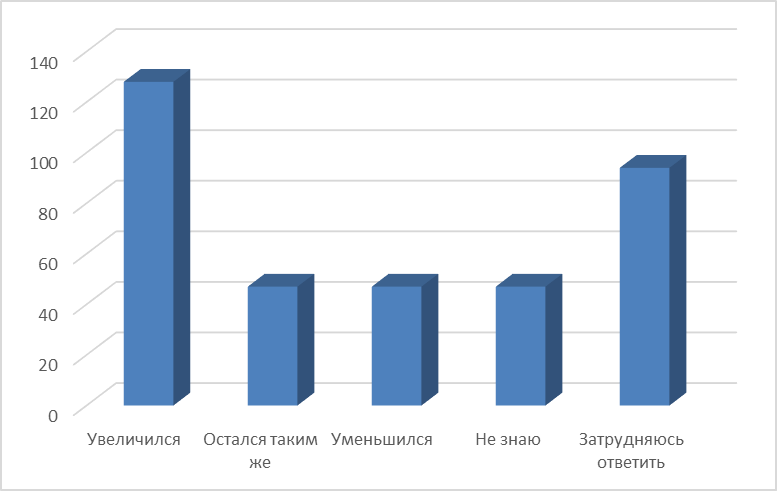 140
120
100
80
60
40
20
0
Увеличился
Остался таким
же
Уменьшился
Не знаю
Затрудняюсь
ответить